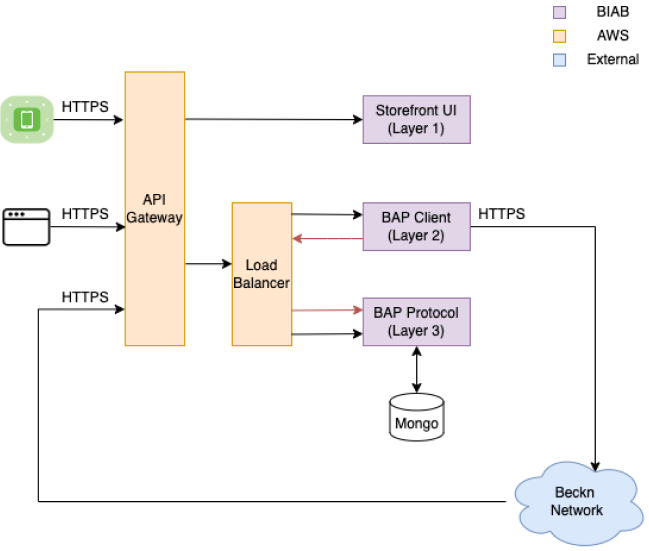 BIAB
AWS
External
HTTPS
Storefront UI
(Layer 1)
API
Gateway
HTTPS
BAP Client
(Layer 2)
HTTPS
Load
Balancer
HTTPS
BAP Protocol
(Layer 3)
Mongo
Beckn
Network